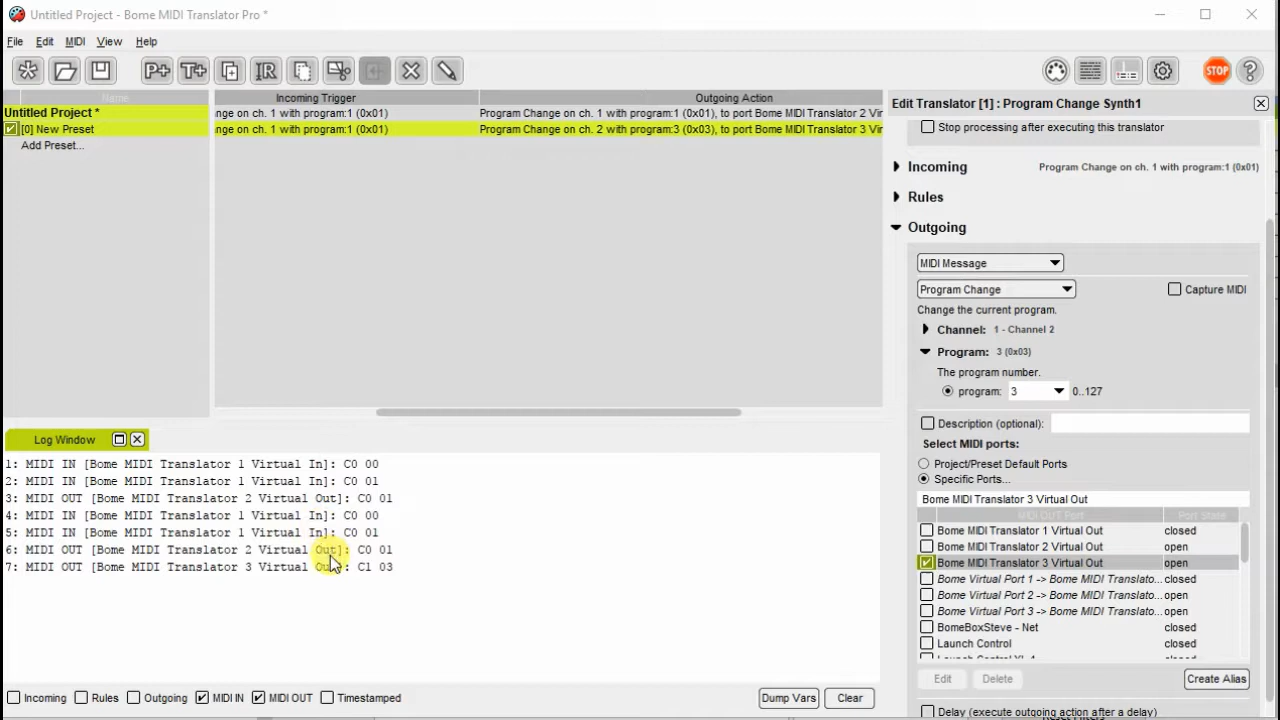 Untitled Project - Bome MIDI Translator Pro *
File Edit MIDI View Help
P+ T+ IR STOP ?
Name Incoming Trigger Outgoing Action
Untitled Project *
nge on ch. 1 with program:1 (0x01) Program Change on ch. 1 with program:1 (0x01), to port Bome MIDI Translator 2 Vir
[0] New Preset
nge on ch. 1 with program:1 (0x01) Program Change on ch. 2 with program:3 (0x03), to port Bome MIDI Translator 3 Vir
Add Preset...
Edit Translator [1] : Program Change Synth1
Stop processing after executing this translator
Incoming Program Change on ch. 1 with program:1 (0x01)
Rules
Outgoing
MIDI Message
Program Change Capture MIDI
Change the current program.
Channel: 1 - Channel 2
Program: 3 (0x03)
The program number.
program: 3 0..127
Description (optional):
Select MIDI ports:
Project/Preset Default Ports
Specific Ports...
Bome MIDI Translator 3 Virtual Out
MIDI OUT Port Port State
Bome MIDI Translator 1 Virtual Out closed
Bome MIDI Translator 2 Virtual Out open
Bome MIDI Translator 3 Virtual Out open
Bome Virtual Port 1 -> Bome MIDI Translato... closed
Bome Virtual Port 2 -> Bome MIDI Translato... open
Bome Virtual Port 3 -> Bome MIDI Translato... open
BomeBoxSteve - Net closed
Launch Control closed
Launch Control XL closed
Edit Delete Create Alias
Delay (execute outgoing action after a delay)
Log Window
1: MIDI IN [Bome MIDI Translator 1 Virtual In]: C0 00
2: MIDI IN [Bome MIDI Translator 1 Virtual In]: C0 01
3: MIDI OUT [Bome MIDI Translator 2 Virtual Out]: C0 01
4: MIDI IN [Bome MIDI Translator 1 Virtual In]: C0 00
5: MIDI IN [Bome MIDI Translator 1 Virtual In]: C0 01
6: MIDI OUT [Bome MIDI Translator 2 Virtual Out]: C0 01
7: MIDI OUT [Bome MIDI Translator 3 Virtual Out]: C1 03
Incoming Rules Outgoing MIDI IN MIDI OUT Timestamped Dump Vars Clear